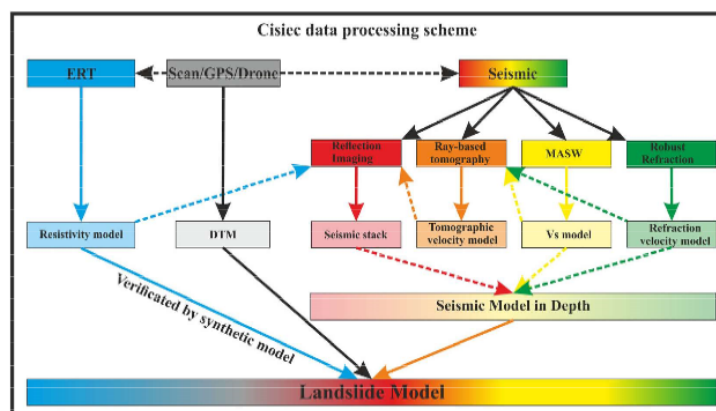 Cisiec data processing scheme
ERT
Scan/GPS/Drone
Seismic
Reflection
Imaging
Ray-based
tomography
MASW
Robust
Refraction
Resistivity model
DTM
Seismic stack
Tomographic
velocity model
Vs model
Refraction
velocity model
Verificated by synthetic model
Seismic Model in Depth
Landslide Model